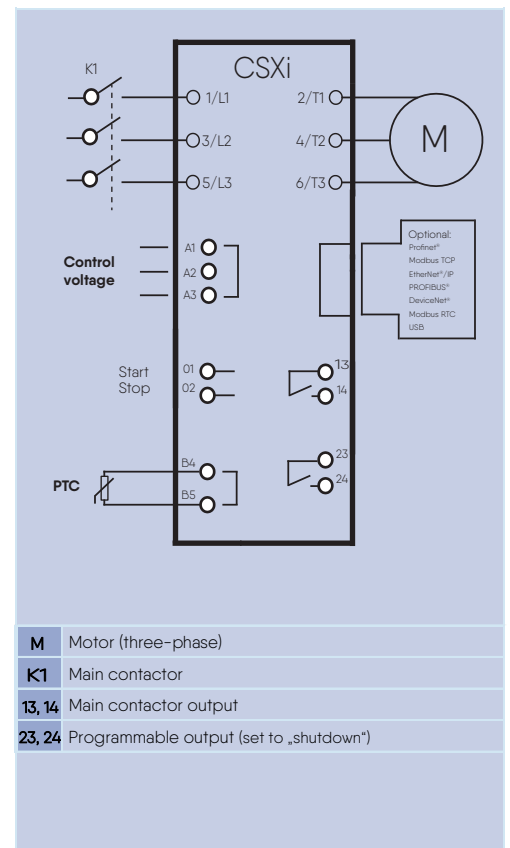 K1
CSXi
1/L1
2/T1
3/L2
4/T2
M
5/L3
6/T3
Control
voltage
A1
A2
A3
Optional:
Profinet®
Modbus TCP
EtherNet®/IP
PROFIBUS®
DeviceNet®
Modbus RTC
USB
Start
Stop
01
02
13
14
PTC
B4
B5
23
24
M Motor (three-phase)
K1 Main contactor
13, 14 Main contactor output
23, 24 Programmable output (set to „shutdown“)